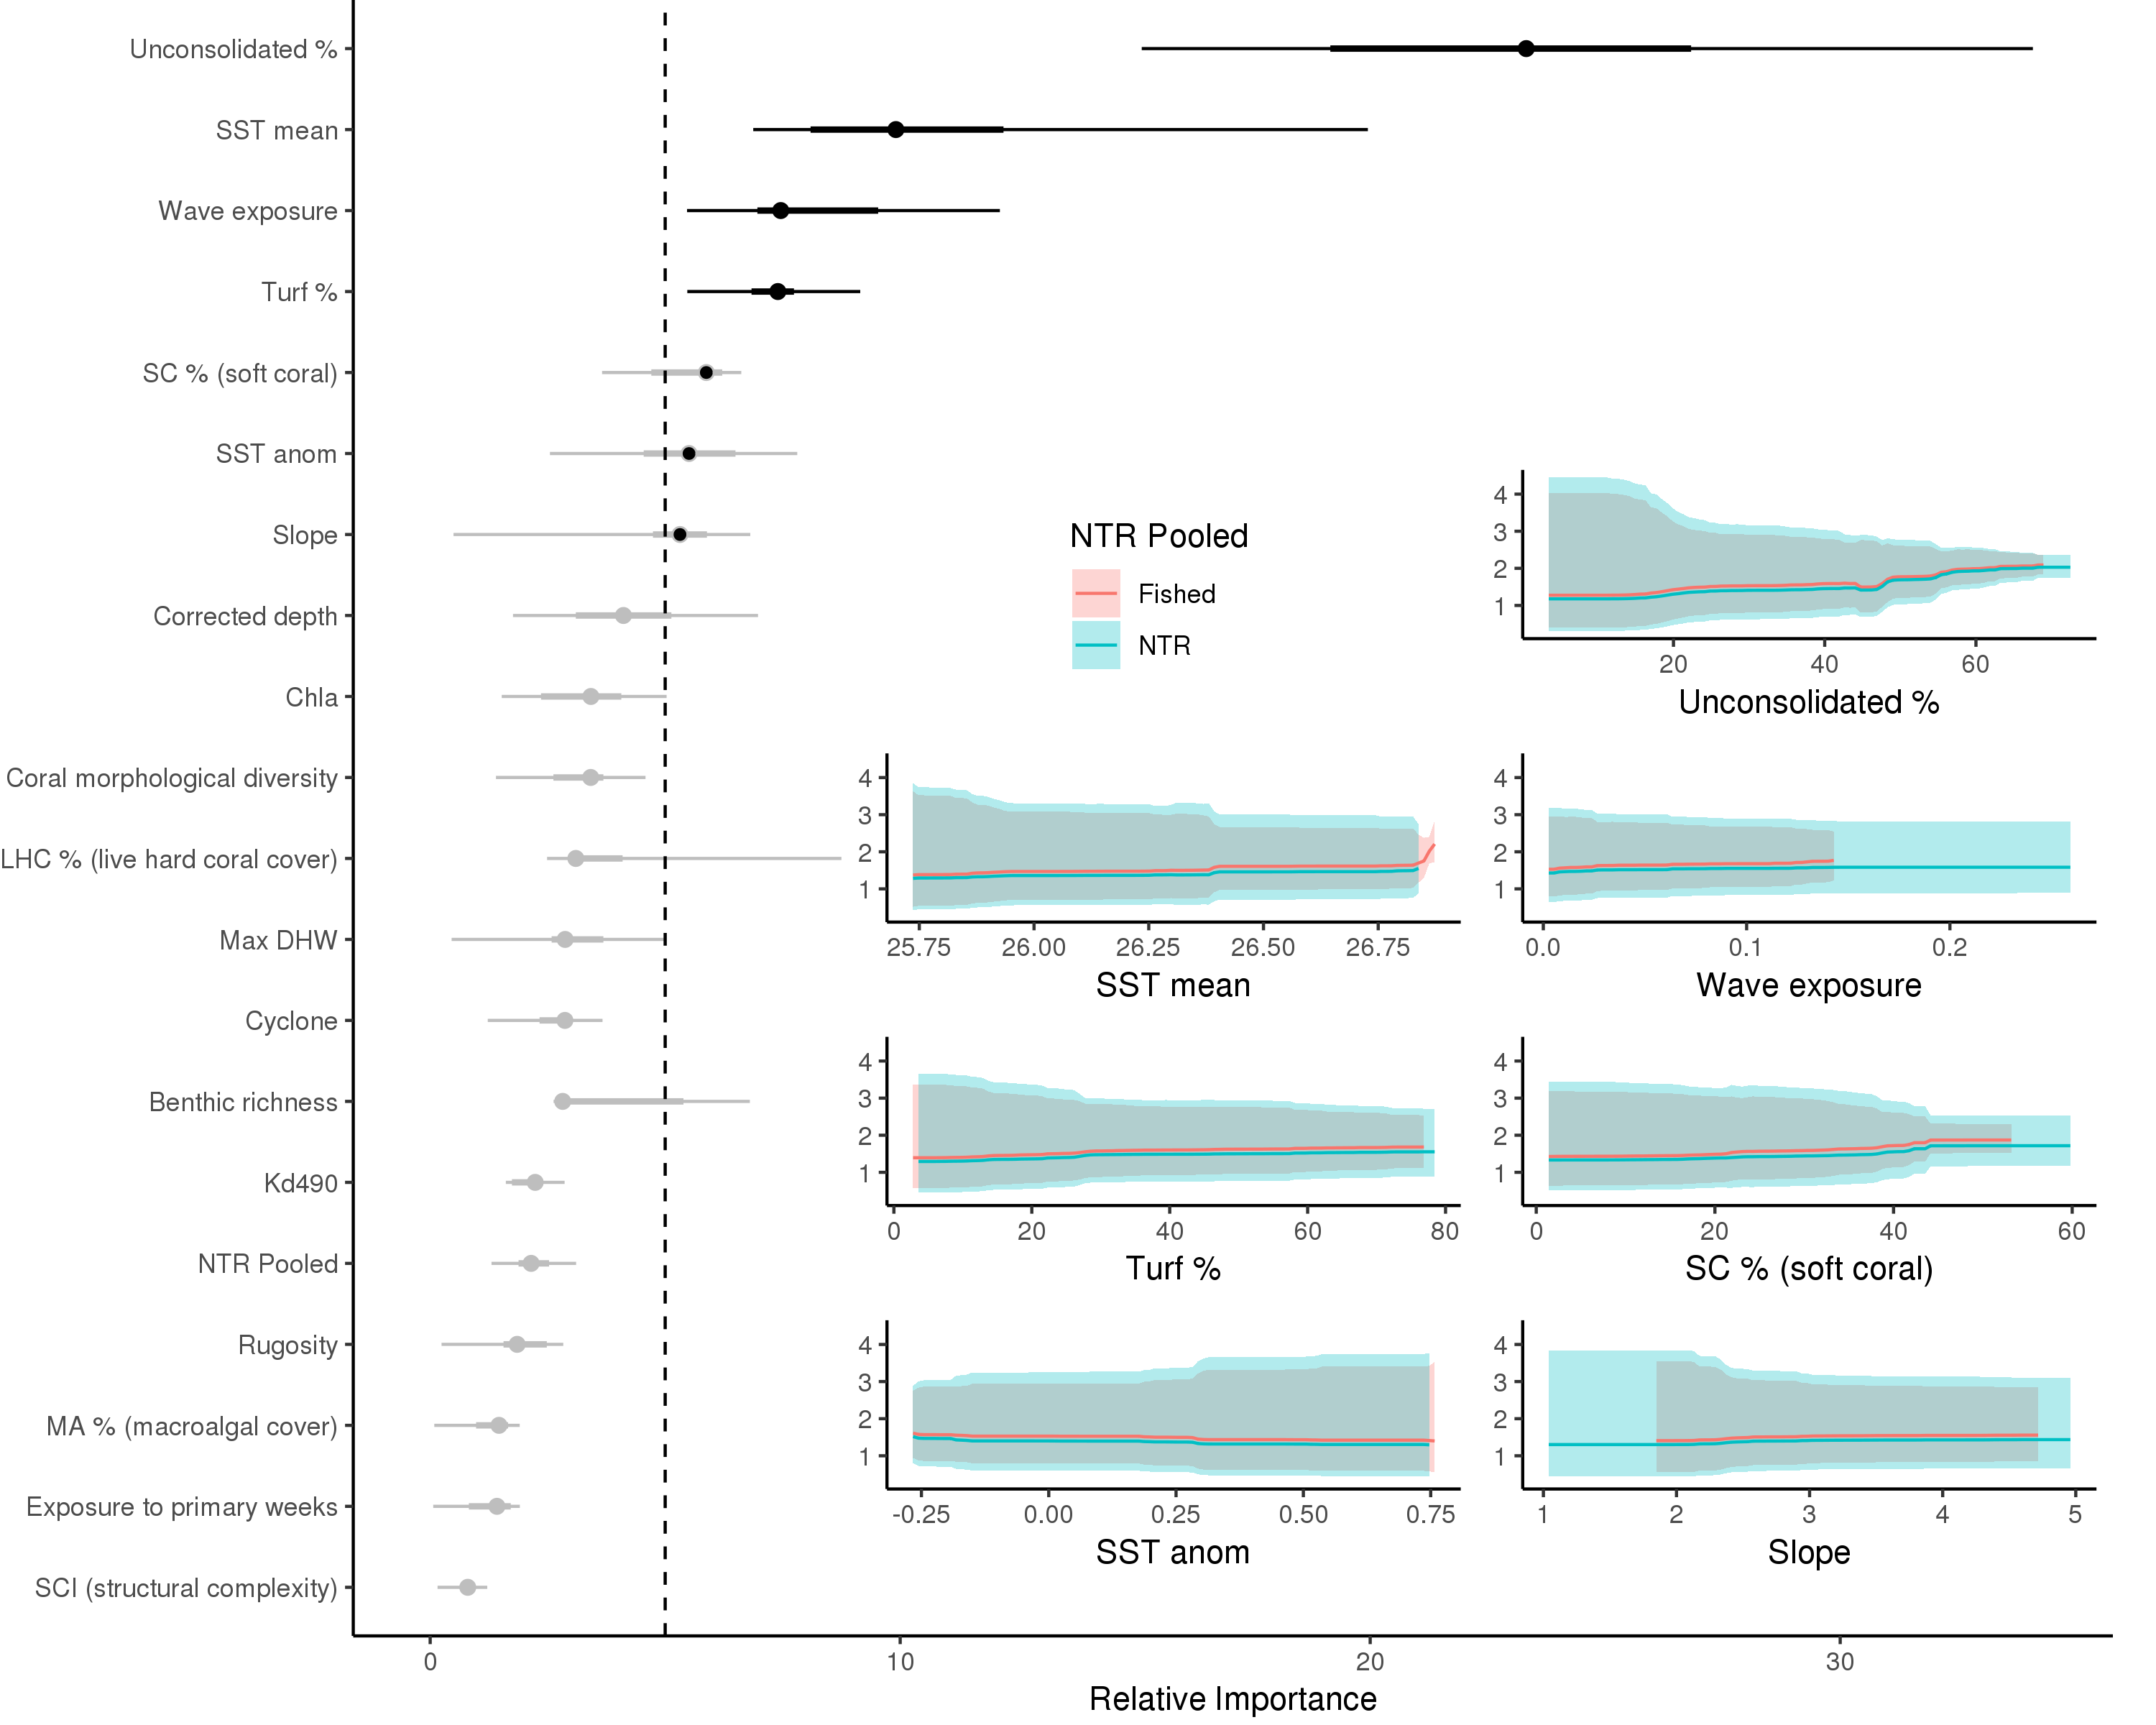 Unconsolidated %
SST mean
Wave exposure
Turf %
SC % (soft coral)
SST anom
Slope
Corrected depth
Chla
Coral morphological diversity
LHC % (live hard coral cover)
Max DHW
Cyclone
Benthic richness
Kd490
NTR Pooled
Rugosity
MA % (macroalgal cover)
Exposure to primary weeks
SCI (structural complexity)
0 10 20 30
Relative Importance
NTR Pooled
Fished
NTR
4
3
2
1
20 40 60
Unconsolidated %
4
3
2
1
25.75 26.00 26.25 26.50 26.75
SST mean
4
3
2
1
0.0 0.1 0.2
Wave exposure
4
3
2
1
0 20 40 60 80
Turf %
4
3
2
1
0 20 40 60
SC % (soft coral)
4
3
2
1
-0.25 0.00 0.25 0.50 0.75
SST anom
4
3
2
1
1 2 3 4 5
Slope